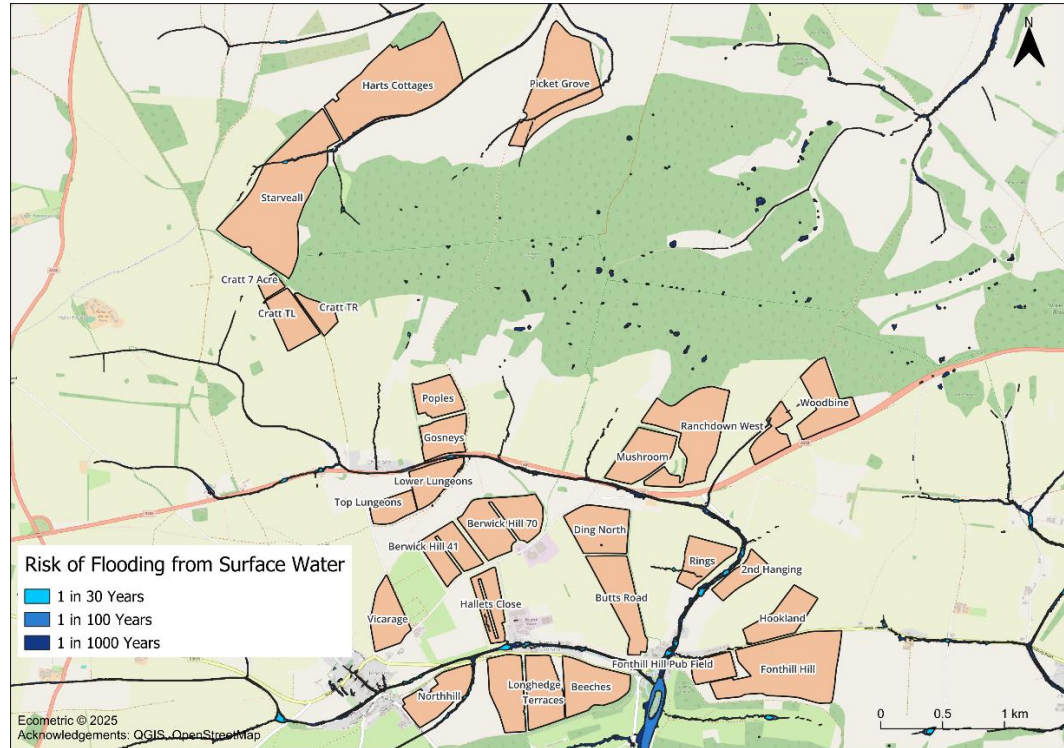 N
Harts Cottages
Picket Grove
Starveall
Cratt 7 Acre
Cratt TL
Cratt TR
Poples
Gosneys
Lower Lungeons
Top Lungeons
Woodbine
Ranchdown West
Mushroom
Berwick Hill 70
Berwick Hill 41
Ding North
Rings
2nd Hanging
Hallets Close
Butts Road
Vicarage
Hookland
Fonthill Hill Pub Field
Fonthill Hill
Northhill
Longhedge
Terraces
Beeches
Risk of Flooding from Surface Water
1 in 30 Years
1 in 100 Years
1 in 1000 Years
Ecometric © 2025
Acknowledgements: QGIS, OpenStreetMap
0 0.5 1 km